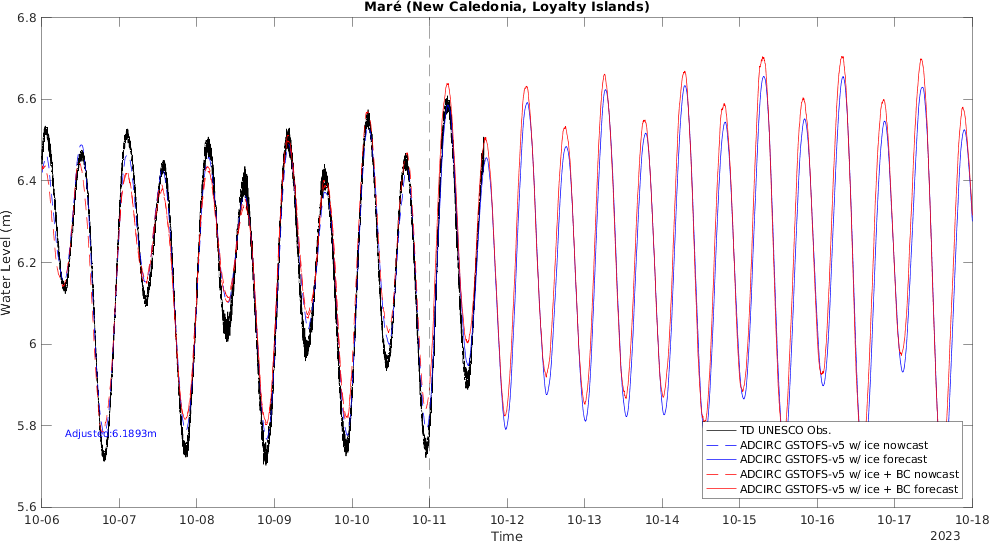 Maré (New Caledonia, Loyalty Islands)
Water Level (m)
6.8
6.6
6.4
6.2
6
5.8
5.6
Adjusted:6.1893m
TD UNESCO Obs.
ADCIRC GSTOFS-v5 w/ ice nowcast
ADCIRC GSTOFS-v5 w/ ice forecast
ADCIRC GSTOFS-v5 w/ ice + BC nowcast
ADCIRC GSTOFS-v5 w/ ice + BC forecast
10-06 10-07 10-08 10-09 10-10 10-11 10-12 10-13 10-14 10-15 10-16 10-17 10-18
Time
2023